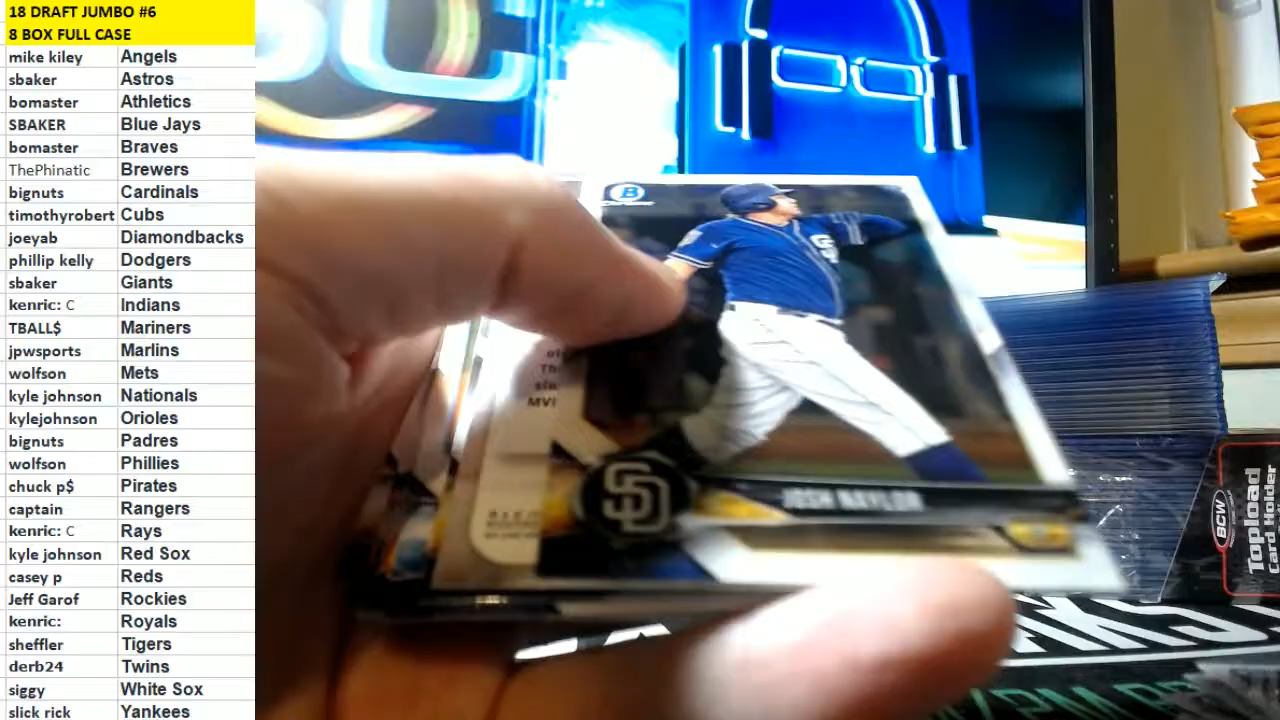 18 DRAFT JUMBO #6
8 BOX FULL CASE
mike kiley Angels
sbaker Astros
bomaster Athletics
SBAKER Blue Jays
bomaster Braves
ThePhinatic Brewers
bignuts Cardinals
timothyrobert Cubs
joeyab Diamondbacks
phillip kelly Dodgers
sbaker Giants
kenric: C Indians
TBALL$ Mariners
jpwsports Marlins
wolfson Mets
kyle johnson Nationals
kylejohnson Orioles
bignuts Padres
wolfson Phillies
chuck p$ Pirates
captain Rangers
kenric: C Rays
kyle johnson Red Sox
casey p Reds
Jeff Garof Rockies
kenric: Royals
sheffler Tigers
derb24 Twins
siggy White Sox
slick rick Yankees
B
MVI
SD
JOSH NAYLOR
BCW
Topload
Card Holder